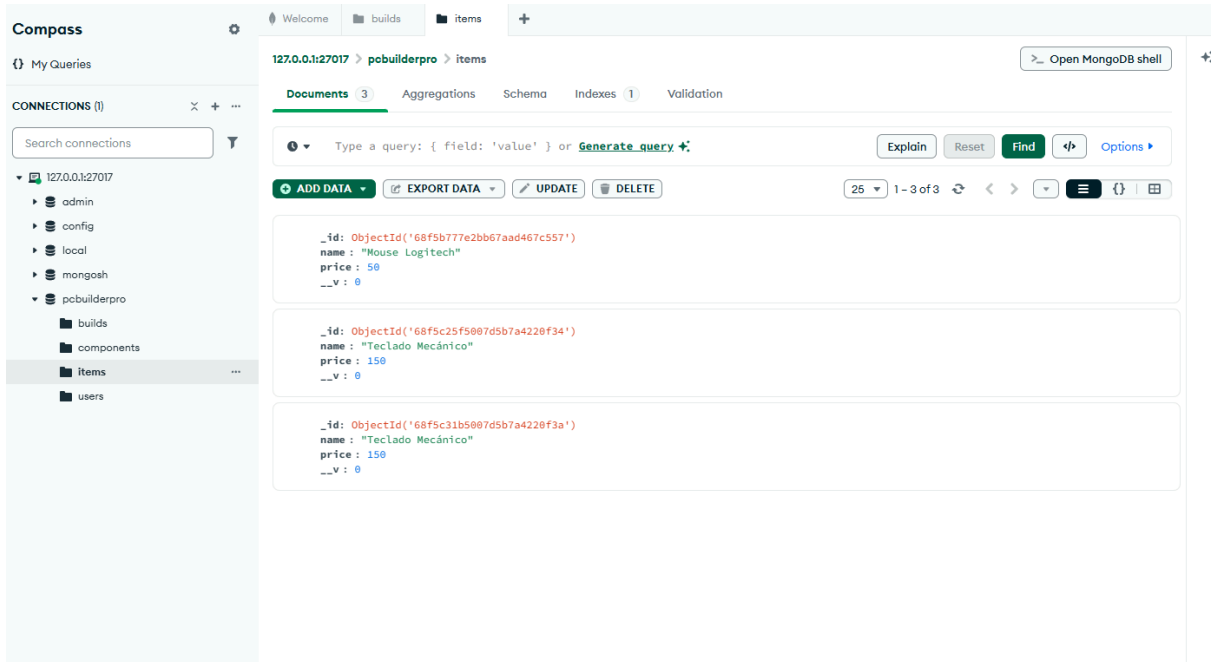 Compass
My Queries
CONNECTIONS (1)
Search connections
127.0.0.1:27017
admin
config
local
mongosh
pcbuilderpro
builds
components
items
users
Welcome
builds
items
127.0.0.1:27017 > pcbuilderpro > items
>_ Open MongoDB shell
Documents 3 Aggregations Schema Indexes 1 Validation
Type a query: { field: 'value' } or Generate query
Explain Reset Find </> Options
ADD DATA EXPORT DATA UPDATE DELETE
25 1 – 3 of 3 {}
_id: ObjectId('68f5b777e2bb67aad467c557')
name : "Mouse Logitech"
price : 50
__v : 0
_id: ObjectId('68f5c25f5007d5b7a4220f34')
name : "Teclado Mecánico"
price : 150
__v : 0
_id: ObjectId('68f5c31b5007d5b7a4220f3a')
name : "Teclado Mecánico"
price : 150
__v : 0